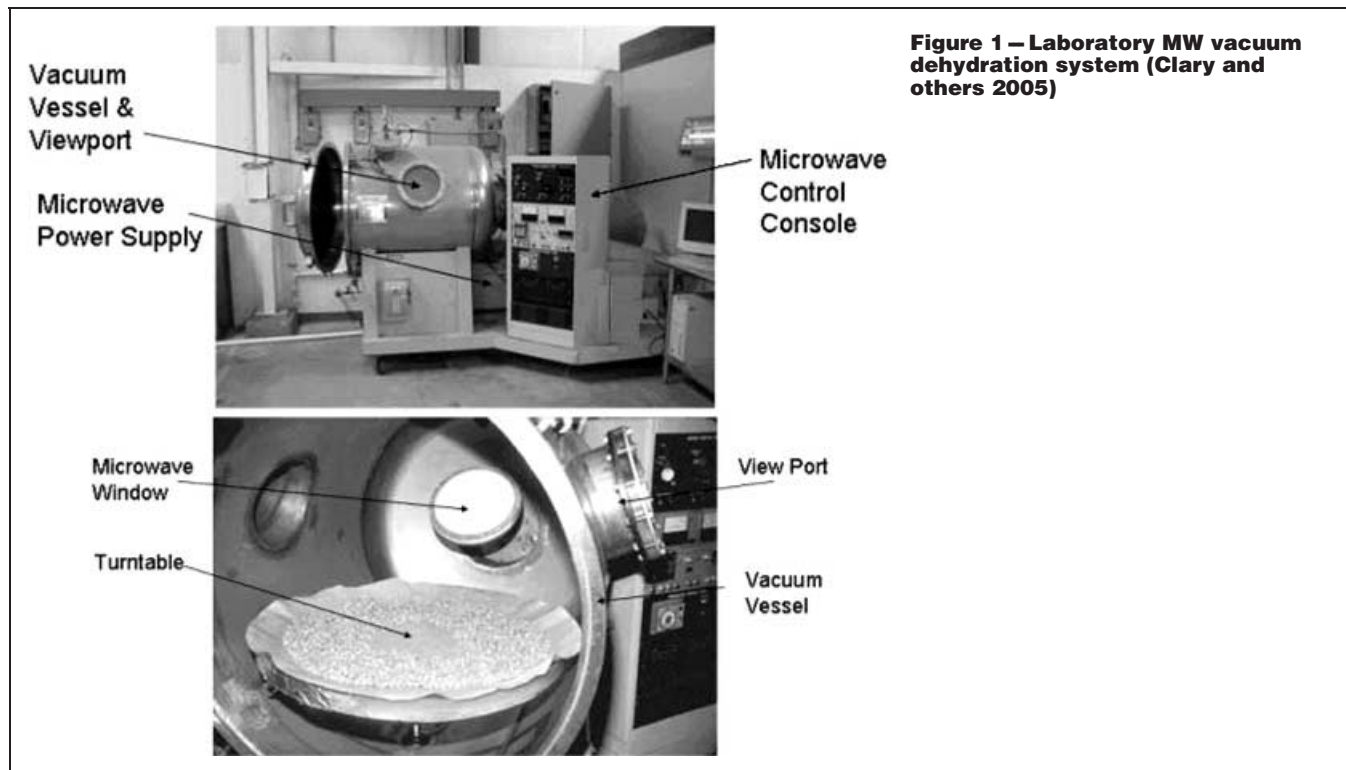 Figure 1—Laboratory MW vacuum
dehydration system (Clary and
others 2005)
Vacuum
Vessel &
Viewport
Microwave
Power Supply
Microwave
Control
Console
Microwave
Window
Turntable
View Port
Vacuum
Vessel